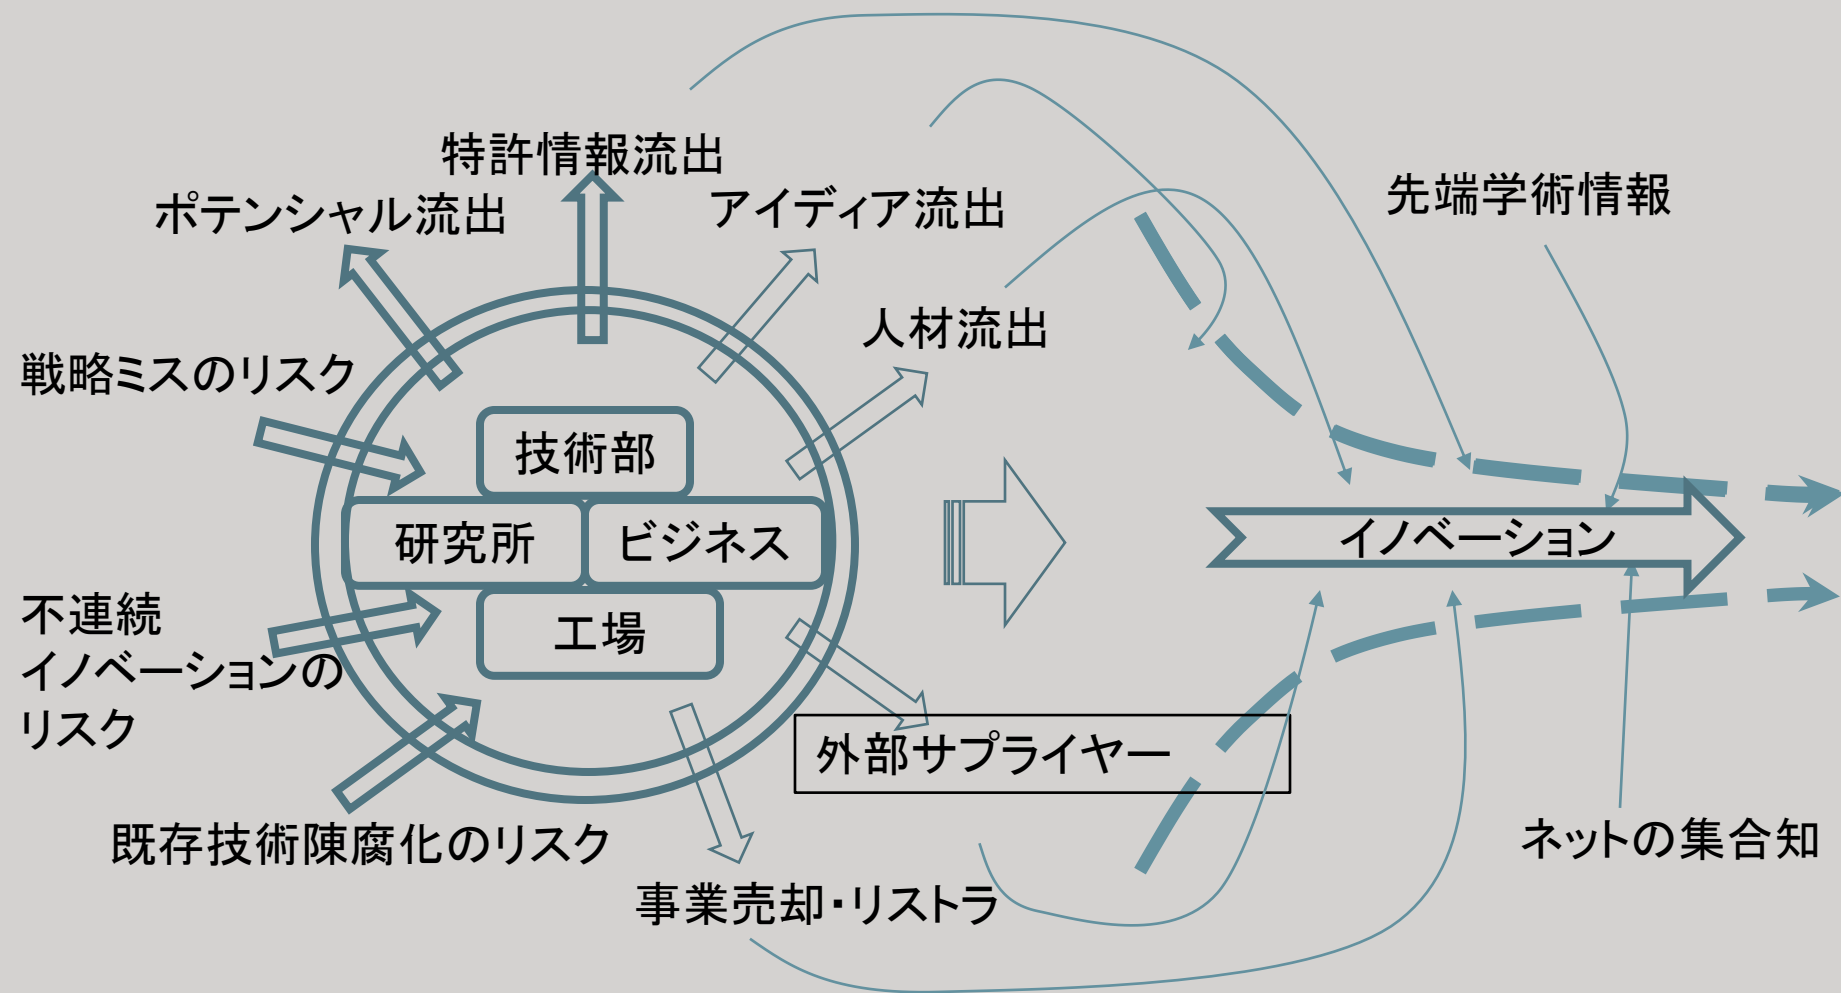 特許情報流出
ポテンシャル流出
アイディア流出
先端学術情報
人材流出
戦略ミスのリスク
技術部
研究所
ビジネス
イノベーション
不連続
イノベーションの
リスク
工場
外部サプライヤー
既存技術陳腐化のリスク
ネットの集合知
事業売却・リストラ